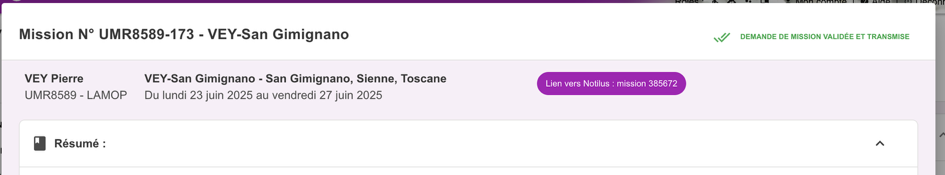 Mission N° UMR8589-173 - VEY-San Gimignano
DEMANDE DE MISSION VALIDÉE ET TRANSMISE
VEY Pierre
UMR8589 - LAMOP
VEY-San Gimignano - San Gimignano, Sienne, Toscane
Du lundi 23 juin 2025 au vendredi 27 juin 2025
Lien vers Notilus : mission 385672
Résumé :